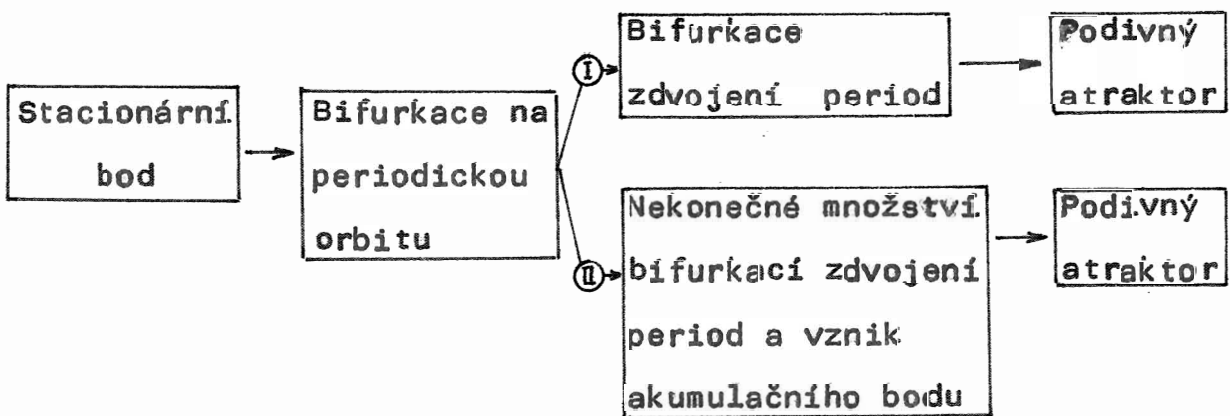 Stacionární
bod
Bifurkace na
periodickou
orbitu
I
Bifurkace
zdvojení period
Podivný
atraktor
II
Nekonečné množství
bifurkací zdvojení
period a vznik
akumulačního bodu
Podivný
atraktor